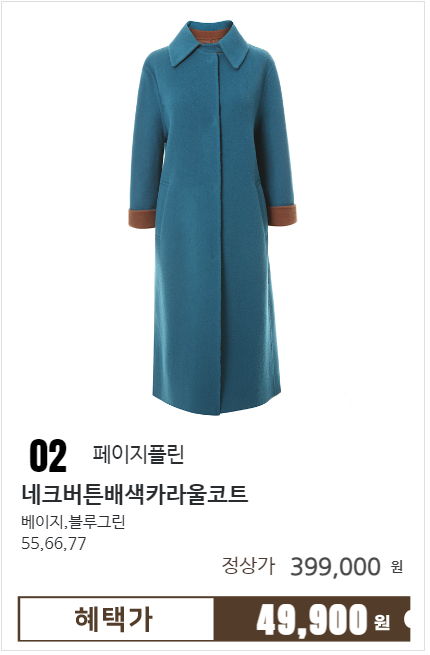 02 페이지플린
네크버튼배색카라울코트
베이지,블루그린
55,66,77
정상가 399,000 원
혜택가 49,900 원